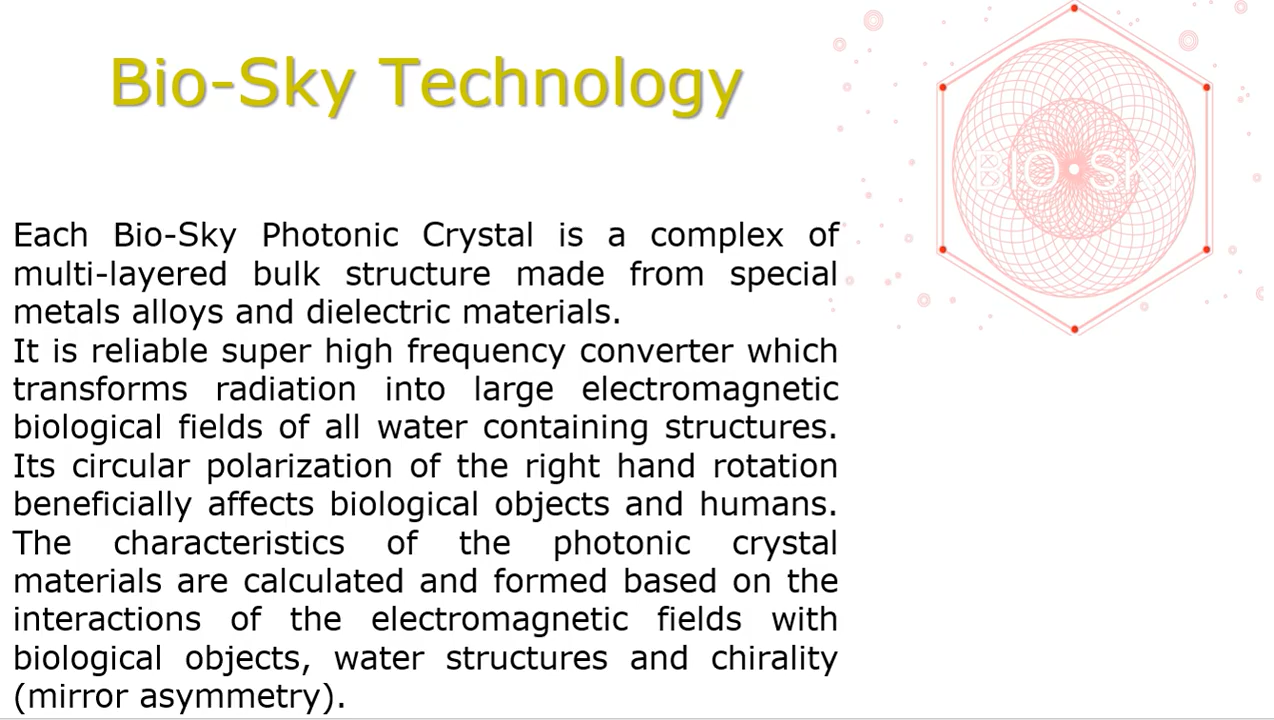 Bio-Sky Technology
BIO SKY
Each Bio-Sky Photonic Crystal is a complex of
multi-layered bulk structure made from special
metals alloys and dielectric materials.
It is reliable super high frequency converter which
transforms radiation into large electromagnetic
biological fields of all water containing structures.
Its circular polarization of the right hand rotation
beneficially affects biological objects and humans.
The characteristics of the photonic crystal
materials are calculated and formed based on the
interactions of the electromagnetic fields with
biological objects, water structures and chirality
(mirror asymmetry).